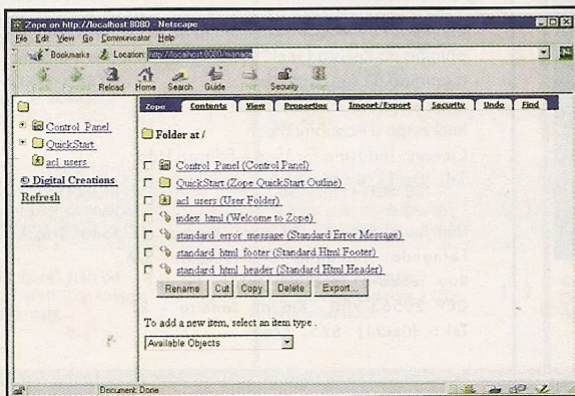 Zope on http://localhost:8080 - Netscape
File Edit View Go Communicator Help
Bookmarks Location: http://localhost:8080/manage
Back Forward Reload Home Search Guide Print Security Stop
Control_Panel
QuickStart
acl_users
© Digital Creations
Refresh
Zope Contents View Properties Import/Export Security Undo Find
Folder at /
Control_Panel (Control Panel)
QuickStart (Zope QuickStart Outline)
acl_users (User Folder)
index_html (Welcome to Zope)
standard_error_message (Standard Error Message)
standard_html_footer (Standard Html Footer)
standard_html_header (Standard Html Header)
Rename Cut Copy Delete Export...
To add a new item, select an item type .
Available Objects
Document: Done